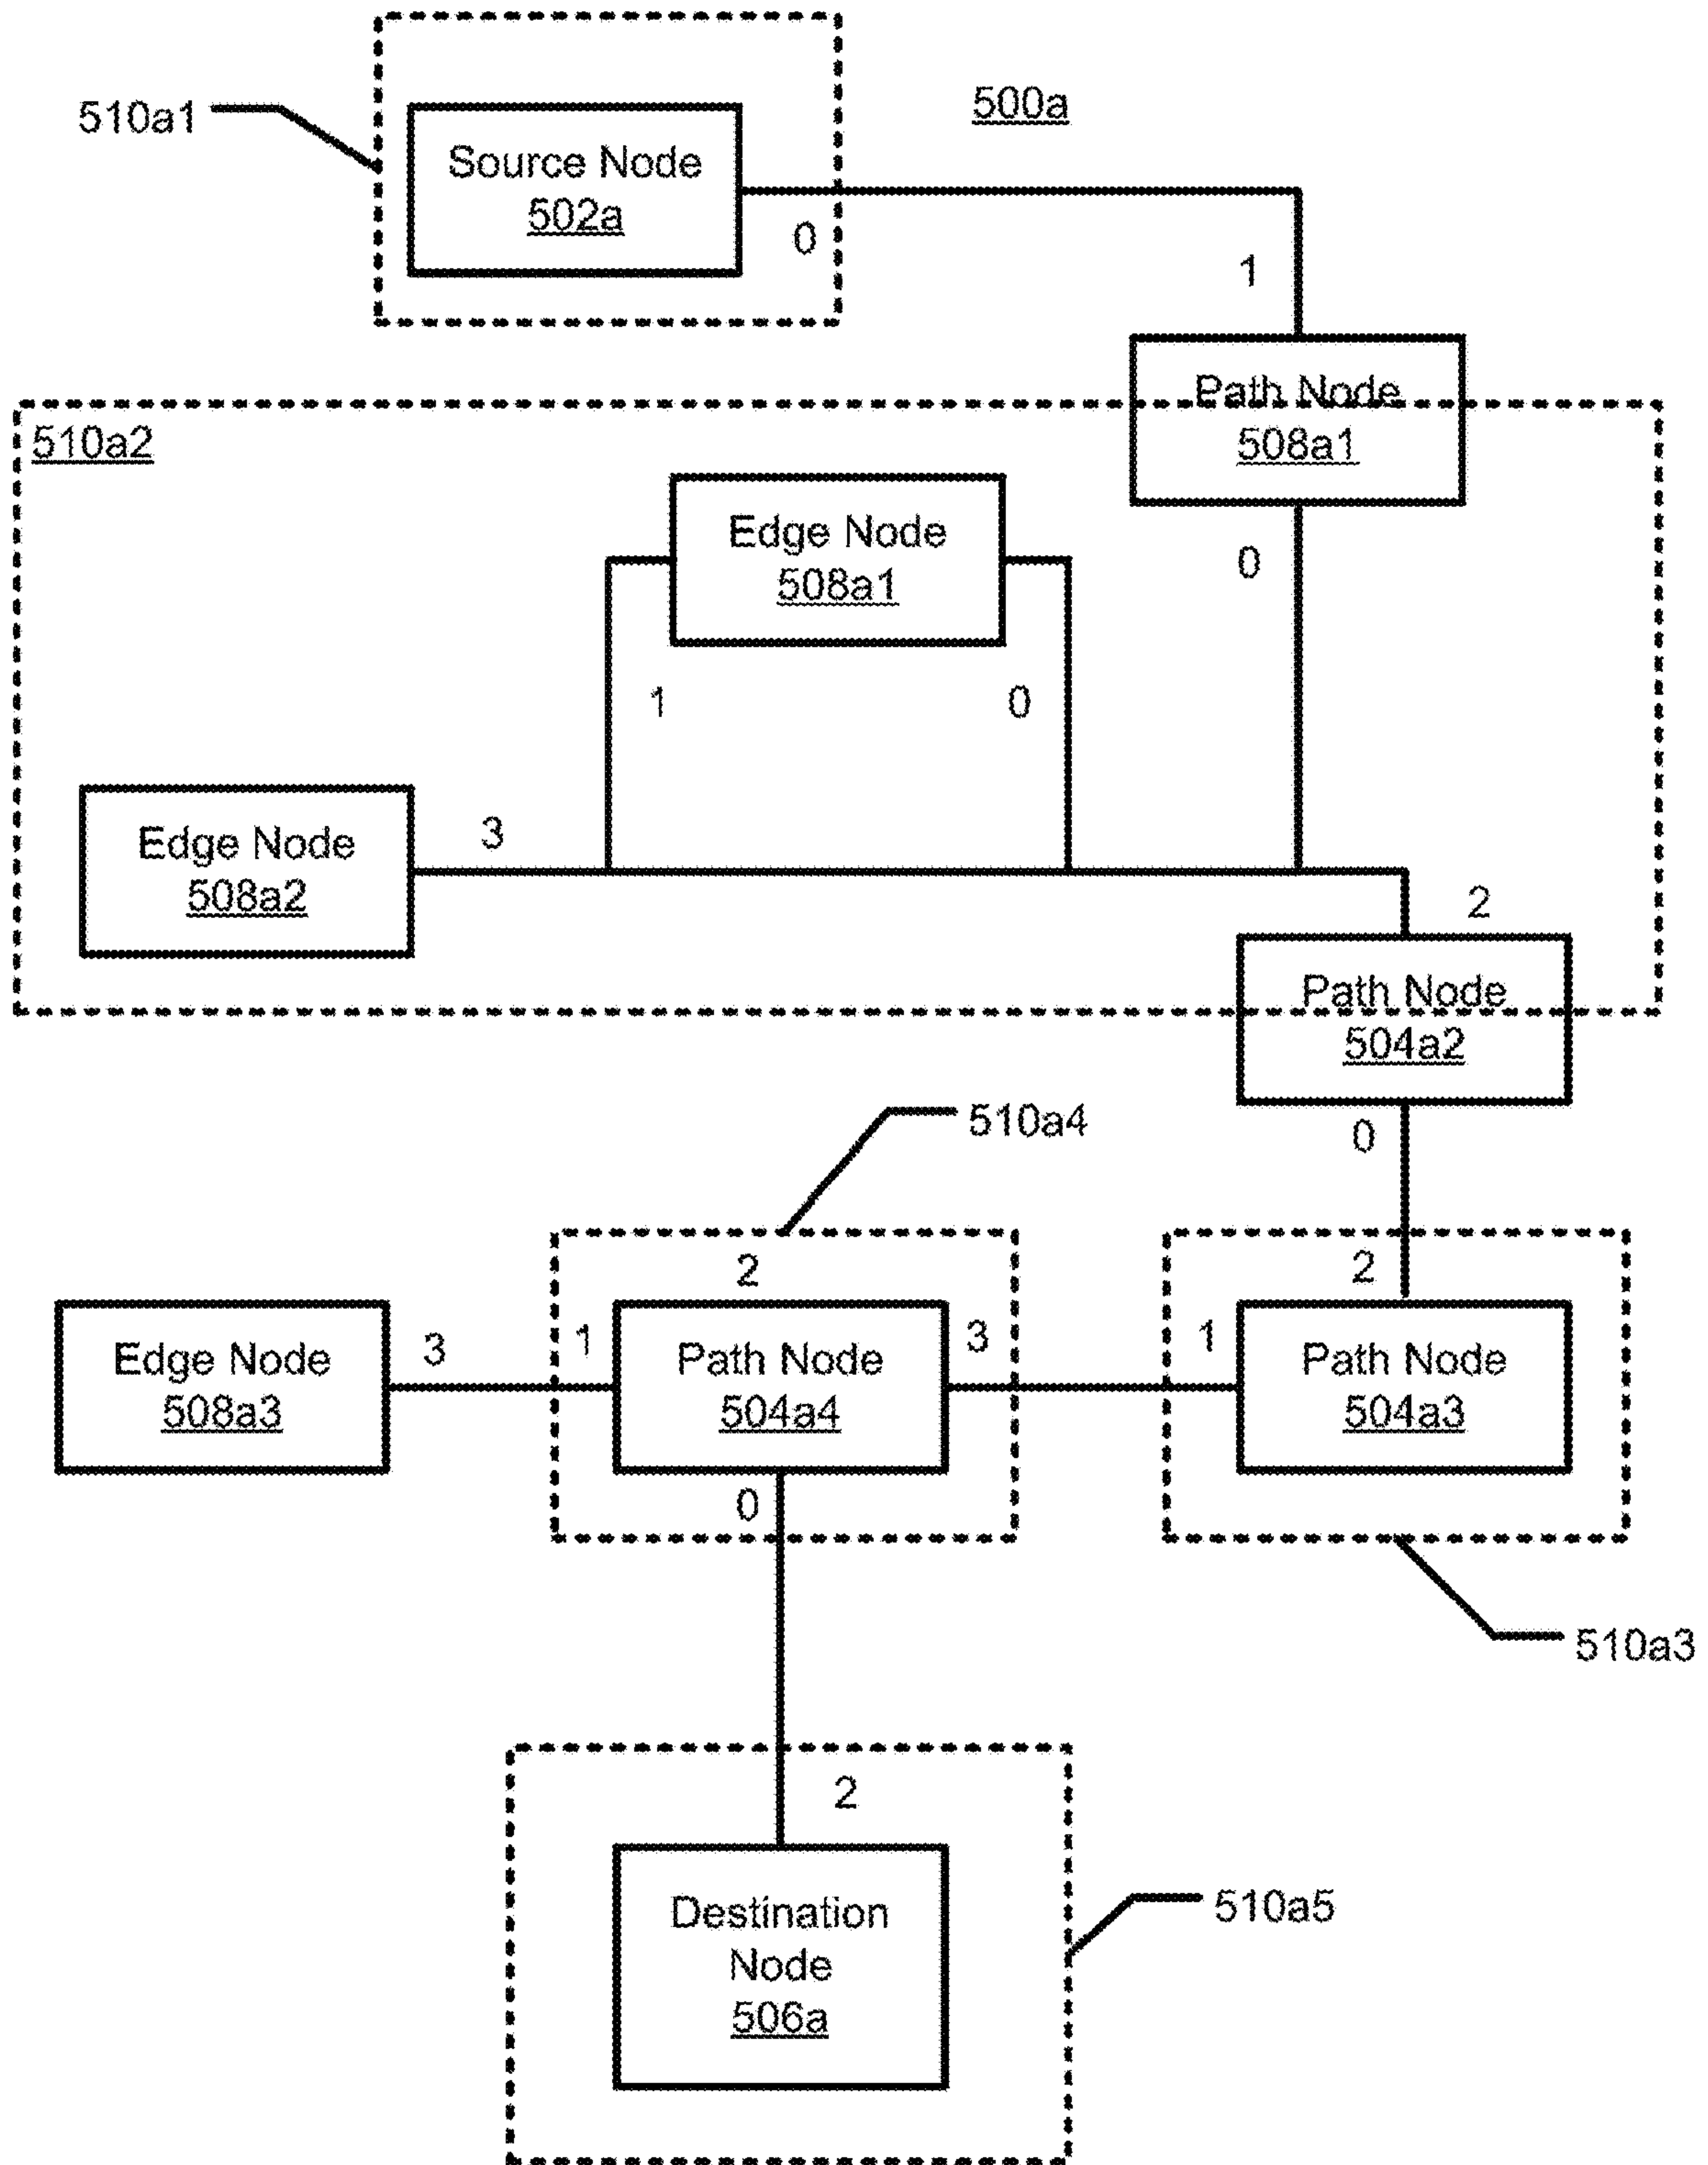 510a1
500a
Source Node
502a
0
1
Path Node
508a1
510a2
Edge Node
508a1
0
1
0
3
Edge Node
508a2
2
Path Node
504a2
0
510a4
2
2
Edge Node
508a3
3
1
Path Node
504a4
3
1
Path Node
504a3
0
510a3
2
Destination
Node
506a
510a5